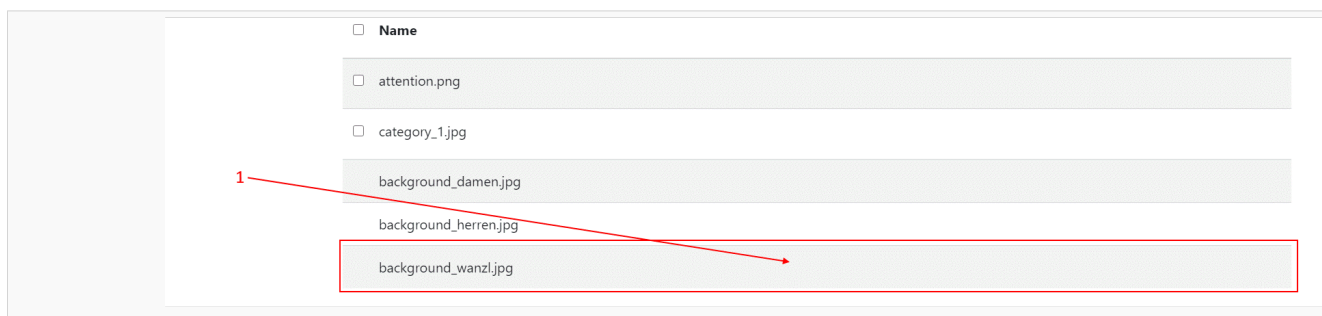 Name
attention.png
category_1.jpg
background_damen.jpg
1
background_herren.jpg
background_wanzl.jpg